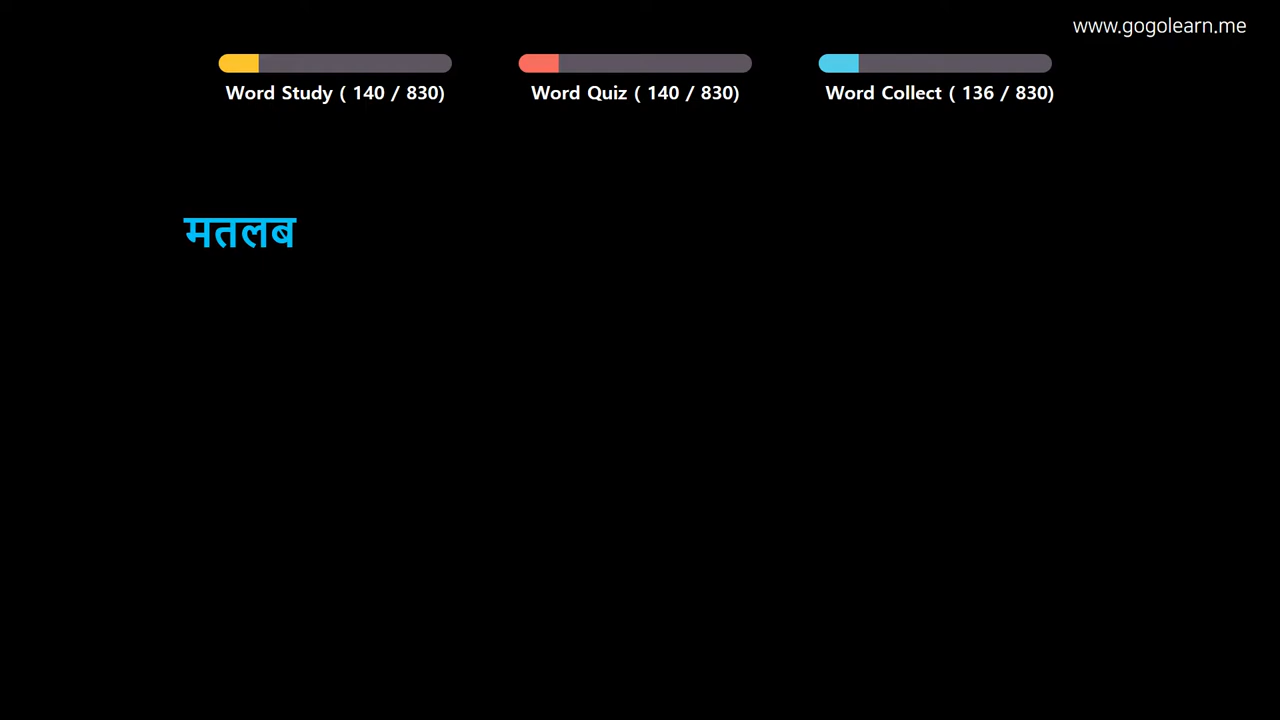 www.gogolearn.me
Word Study ( 140 / 830)
Word Quiz ( 140 / 830)
Word Collect ( 136 / 830)
मतलब